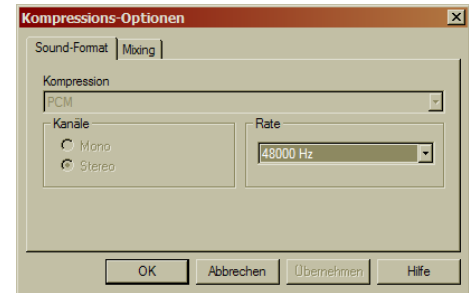 Kompressions-Optionen
Sound-Format Mixing
Kompression
PCM
Kanäle
Mono
Stereo
Rate
48000 Hz
OK Abbrechen Übernehmen Hilfe